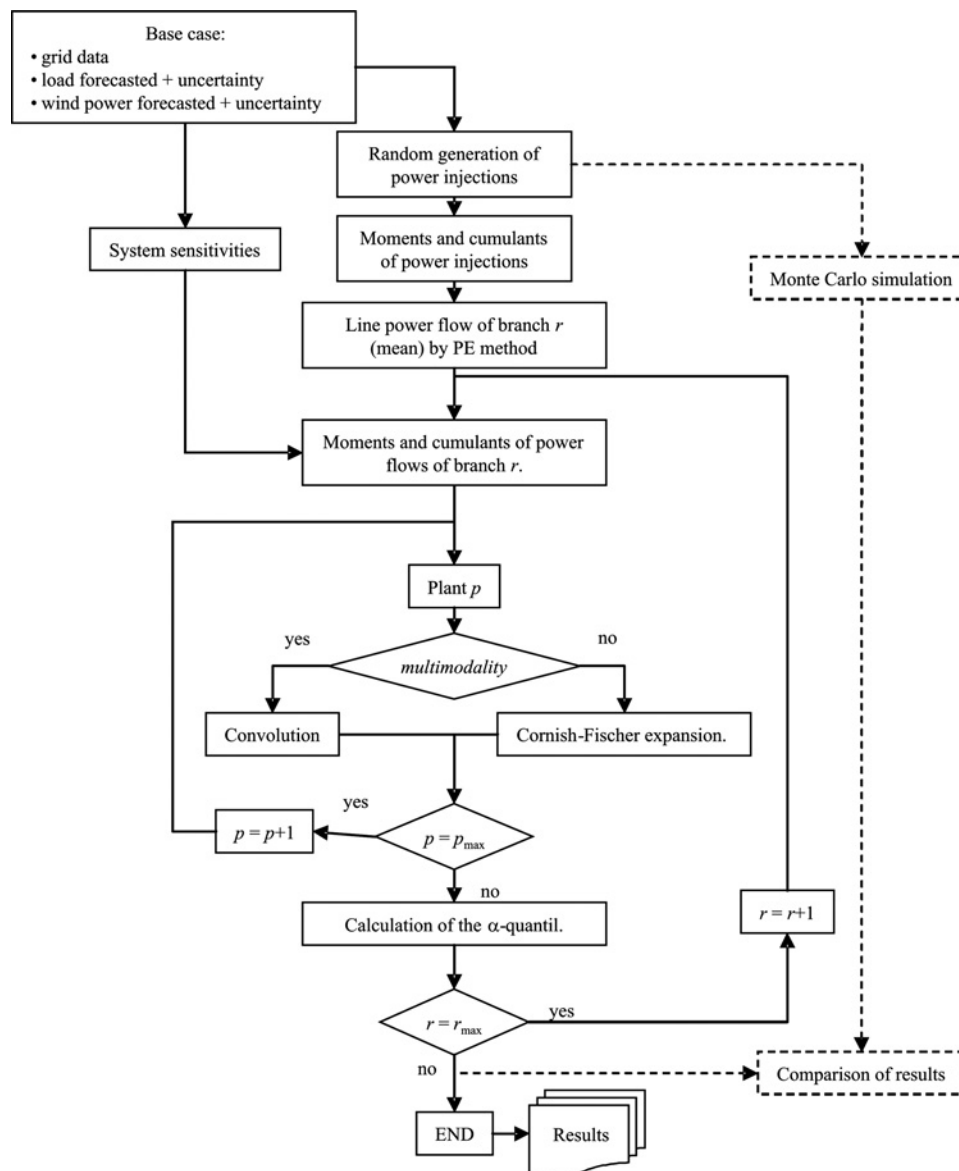 Base case:
• grid data
• load forecasted + uncertainty
• wind power forecasted + uncertainty
Random generation of
power injections
System sensitivities
Moments and cumulants
of power injections
Monte Carlo simulation
Line power flow of branch r
(mean) by PE method
Moments and cumulants of power
flows of branch r.
Plant p
yes
no
multimodality
Convolution
Cornish-Fischer expansion.
yes
p = p+1
p = pmax
no
Calculation of the α-quantil.
r = r+1
r = rmax
yes
no
Comparison of results
END
Results